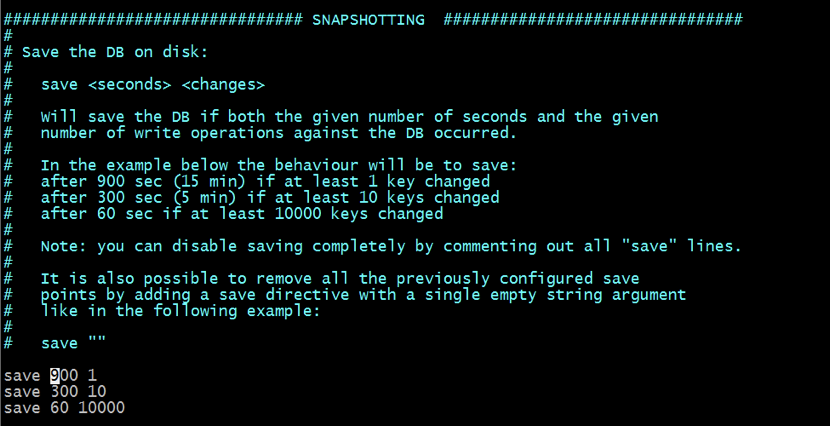 ################################ SNAPSHOTTING  ################################
#
# Save the DB on disk:
#
#   save <seconds> <changes>
#
#   Will save the DB if both the given number of seconds and the given
#   number of write operations against the DB occurred.
#
#   In the example below the behaviour will be to save:
#   after 900 sec (15 min) if at least 1 key changed
#   after 300 sec (5 min) if at least 10 keys changed
#   after 60 sec if at least 10000 keys changed
#
#   Note: you can disable saving completely by commenting out all "save" lines.
#
#   It is also possible to remove all the previously configured save
#   points by adding a save directive with a single empty string argument
#   like in the following example:
#
#   save ""

save 900 1
save 300 10
save 60 10000